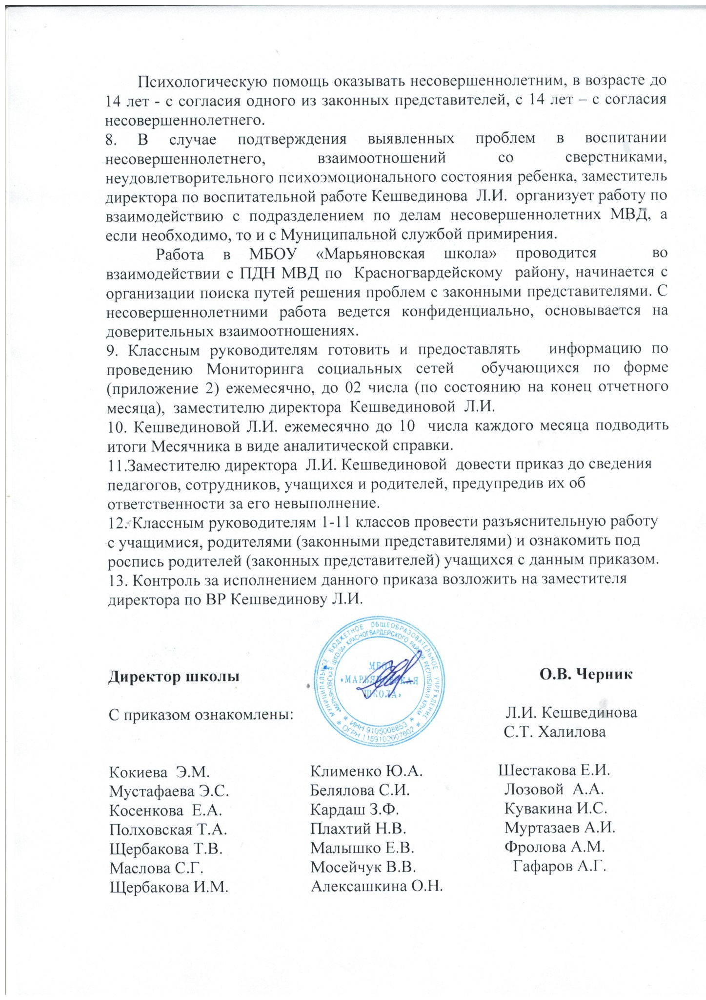 Психологическую помощь оказывать несовершеннолетним, в возрасте до
14 лет - с согласия одного из законных представителей, с 14 лет – с согласия
несовершеннолетнего.
8. В случае подтверждения выявленных проблем в воспитании
несовершеннолетнего, взаимоотношений со сверстниками,
неудовлетворительного психоэмоционального состояния ребенка, заместитель
директора по воспитательной работе Кешвединова Л.И. организует работу по
взаимодействию с подразделением по делам несовершеннолетних МВД, а
если необходимо, то и с Муниципальной службой примирения.
Работа в МБОУ «Марьяновская школа» проводится во
взаимодействии с ПДН МВД по Красногвардейскому району, начинается с
организации поиска путей решения проблем с законными представителями. С
несовершеннолетними работа ведется конфиденциально, основывается на
доверительных взаимоотношениях.
9. Классным руководителям готовить и предоставлять информацию по
проведению Мониторинга социальных сетей обучающихся по форме
(приложение 2) ежемесячно, до 02 числа (по состоянию на конец отчетного
месяца), заместителю директора Кешвединовой Л.И.
10. Кешвединовой Л.И. ежемесячно до 10 числа каждого месяца подводить
итоги Месячника в виде аналитической справки.
11.Заместителю директора Л.И. Кешвединовой довести приказ до сведения
педагогов, сотрудников, учащихся и родителей, предупредив их об
ответственности за его невыполнение.
12. Классным руководителям 1-11 классов провести разъяснительную работу
с учащимися, родителями (законными представителями) и ознакомить под
роспись родителей (законных представителей) учащихся с данным приказом.
13. Контроль за исполнением данного приказа возложить на заместителя
директора по ВР Кешвединову Л.И.
МУНИЦИПАЛЬНОЕ БЮДЖЕТНОЕ ОБЩЕОБРАЗОВАТЕЛЬНОЕ УЧРЕЖДЕНИЕ
«МАРЬЯНОВСКАЯ ШКОЛА» КРАСНОГВАРДЕЙСКОГО РАЙОНА РЕСПУБЛИКИ КРЫМ
МБОУ
«МАРЬЯНОВСКАЯ
ШКОЛА»
* ИНН 9105008853 *
* ОГРН 1159102007602 *
Директор школы О.В. Черник
С приказом ознакомлены: Л.И. Кешвединова
С.Т. Халилова
Кокиева Э.М. Клименко Ю.А. Шестакова Е.И.
Мустафаева Э.С. Белялова С.И. Лозовой А.А.
Косенкова Е.А. Кардаш З.Ф. Кувакина И.С.
Полховская Т.А. Плахтий Н.В. Муртазаев А.И.
Щербакова Т.В. Малышко Е.В. Фролова А.М.
Маслова С.Г. Мосейчук В.В. Гафаров А.Г.
Щербакова И.М. Алексашкина О.Н.